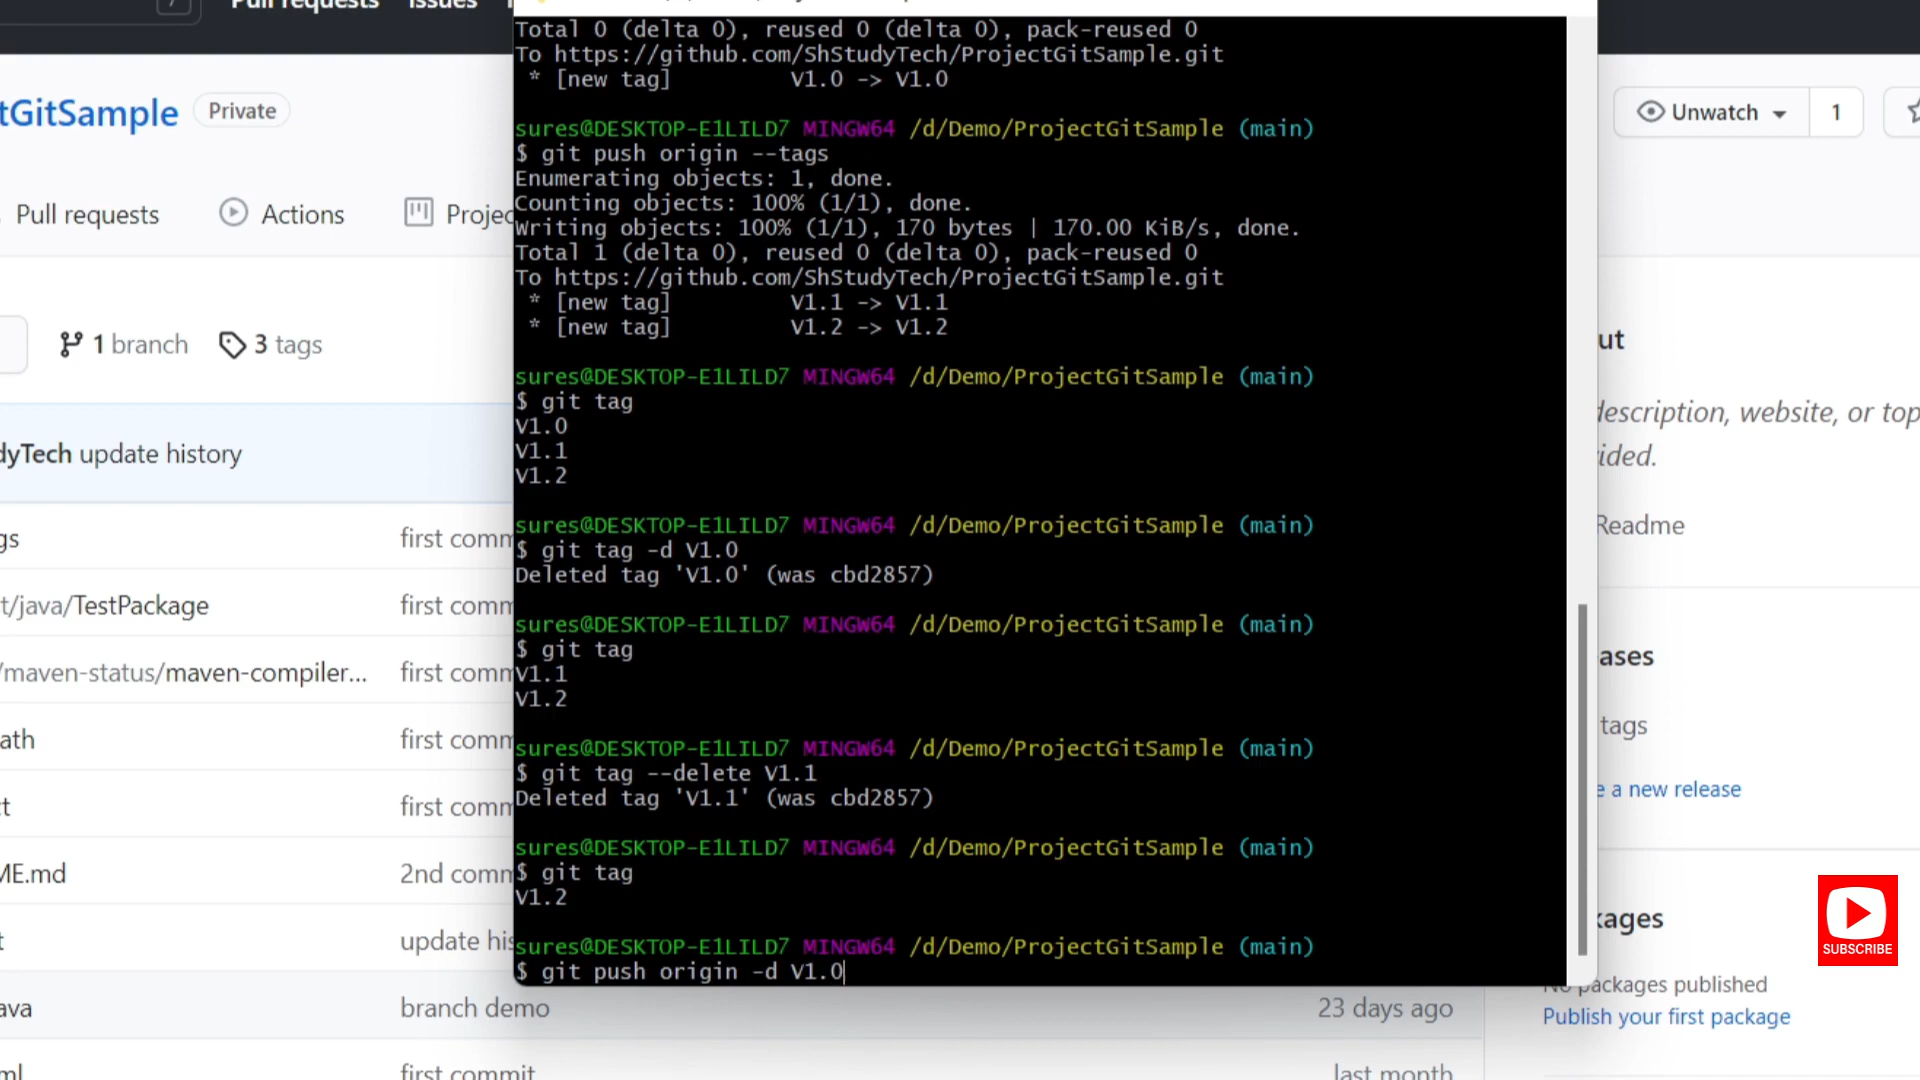 Pull requests Issues
Total 0 (delta 0), reused 0 (delta 0), pack-reused 0
To https://github.com/ShStudyTech/ProjectGitSample.git
* [new tag] V1.0 -> V1.0
tGitSample Private
Unwatch 1
sures@DESKTOP-E1LILD7 MINGW64 /d/Demo/ProjectGitSample (main)
$ git push origin --tags
Enumerating objects: 1, done.
Counting objects: 100% (1/1), done.
Writing objects: 100% (1/1), 170 bytes | 170.00 KiB/s, done.
Total 1 (delta 0), reused 0 (delta 0), pack-reused 0
To https://github.com/ShStudyTech/ProjectGitSample.git
* [new tag] V1.1 -> V1.1
* [new tag] V1.2 -> V1.2
Pull requests Actions Projec
1 branch 3 tags
sures@DESKTOP-E1LILD7 MINGW64 /d/Demo/ProjectGitSample (main)
$ git tag
V1.0
V1.1
V1.2
dyTech update history
ut
description, website, or top
ided.
Readme
sures@DESKTOP-E1LILD7 MINGW64 /d/Demo/ProjectGitSample (main)
$ git tag -d V1.0
Deleted tag 'V1.0' (was cbd2857)
gs first comm
t/java/TestPackage first comm
sures@DESKTOP-E1LILD7 MINGW64 /d/Demo/ProjectGitSample (main)
$ git tag
V1.1
V1.2
/maven-status/maven-compiler... first comm
ases
tags
e a new release
ath first comm
sures@DESKTOP-E1LILD7 MINGW64 /d/Demo/ProjectGitSample (main)
$ git tag --delete V1.1
Deleted tag 'V1.1' (was cbd2857)
ct first comm
sures@DESKTOP-E1LILD7 MINGW64 /d/Demo/ProjectGitSample (main)
$ git tag
V1.2
ME.md 2nd comm
kages
SUBSCRIBE
sures@DESKTOP-E1LILD7 MINGW64 /d/Demo/ProjectGitSample (main)
$ git push origin -d V1.0
t update his
No packages published
Publish your first package
ava branch demo 23 days ago
ml first commit last month